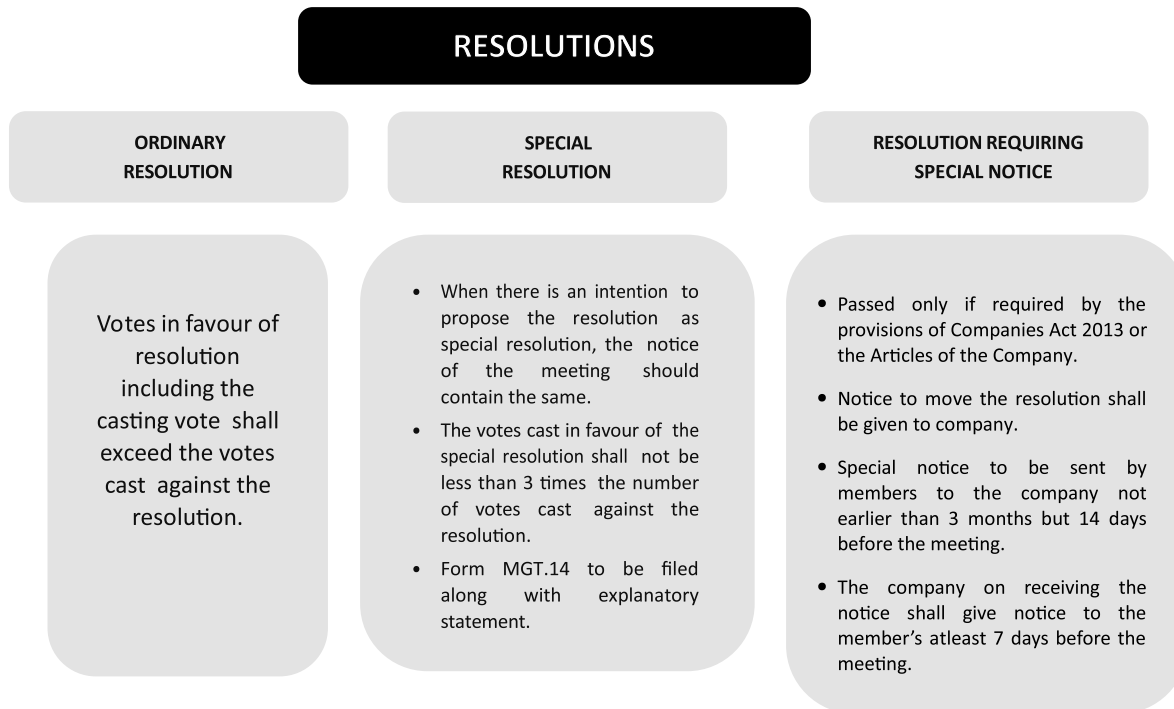 RESOLUTIONS
ORDINARY
RESOLUTION
Votes in favour of
resolution
including the
casting vote shall
exceed the votes
cast against the
resolution.
SPECIAL
RESOLUTION
• When there is an intention to
propose the resolution as
special resolution, the notice
of the meeting should
contain the same.
• The votes cast in favour of the
special resolution shall not be
less than 3 times the number
of votes cast against the
resolution.
• Form MGT.14 to be filed
along with explanatory
statement.
RESOLUTION REQUIRING
SPECIAL NOTICE
• Passed only if required by the
provisions of Companies Act 2013 or
the Articles of the Company.
• Notice to move the resolution shall
be given to company.
• Special notice to be sent by
members to the company not
earlier than 3 months but 14 days
before the meeting.
• The company on receiving the
notice shall give notice to the
member’s atleast 7 days before the
meeting.